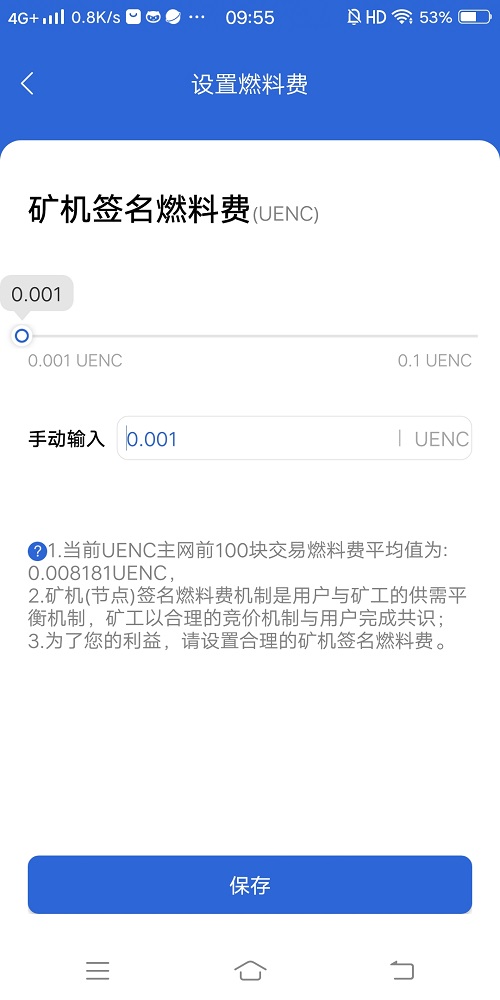 4G+ 0.8K/s ··· 09:55 HD 53%
设置燃料费
矿机签名燃料费(UENC)
0.001
0.001 UENC 0.1 UENC
手动输入 0.001 | UENC
?1.当前UENC主网前100块交易燃料费平均值为:
0.008181UENC,
2.矿机(节点)签名燃料费机制是用户与矿工的供需平
衡机制，矿工以合理的竞价机制与用户完成共识；
3.为了您的利益，请设置合理的矿机签名燃料费。
保存